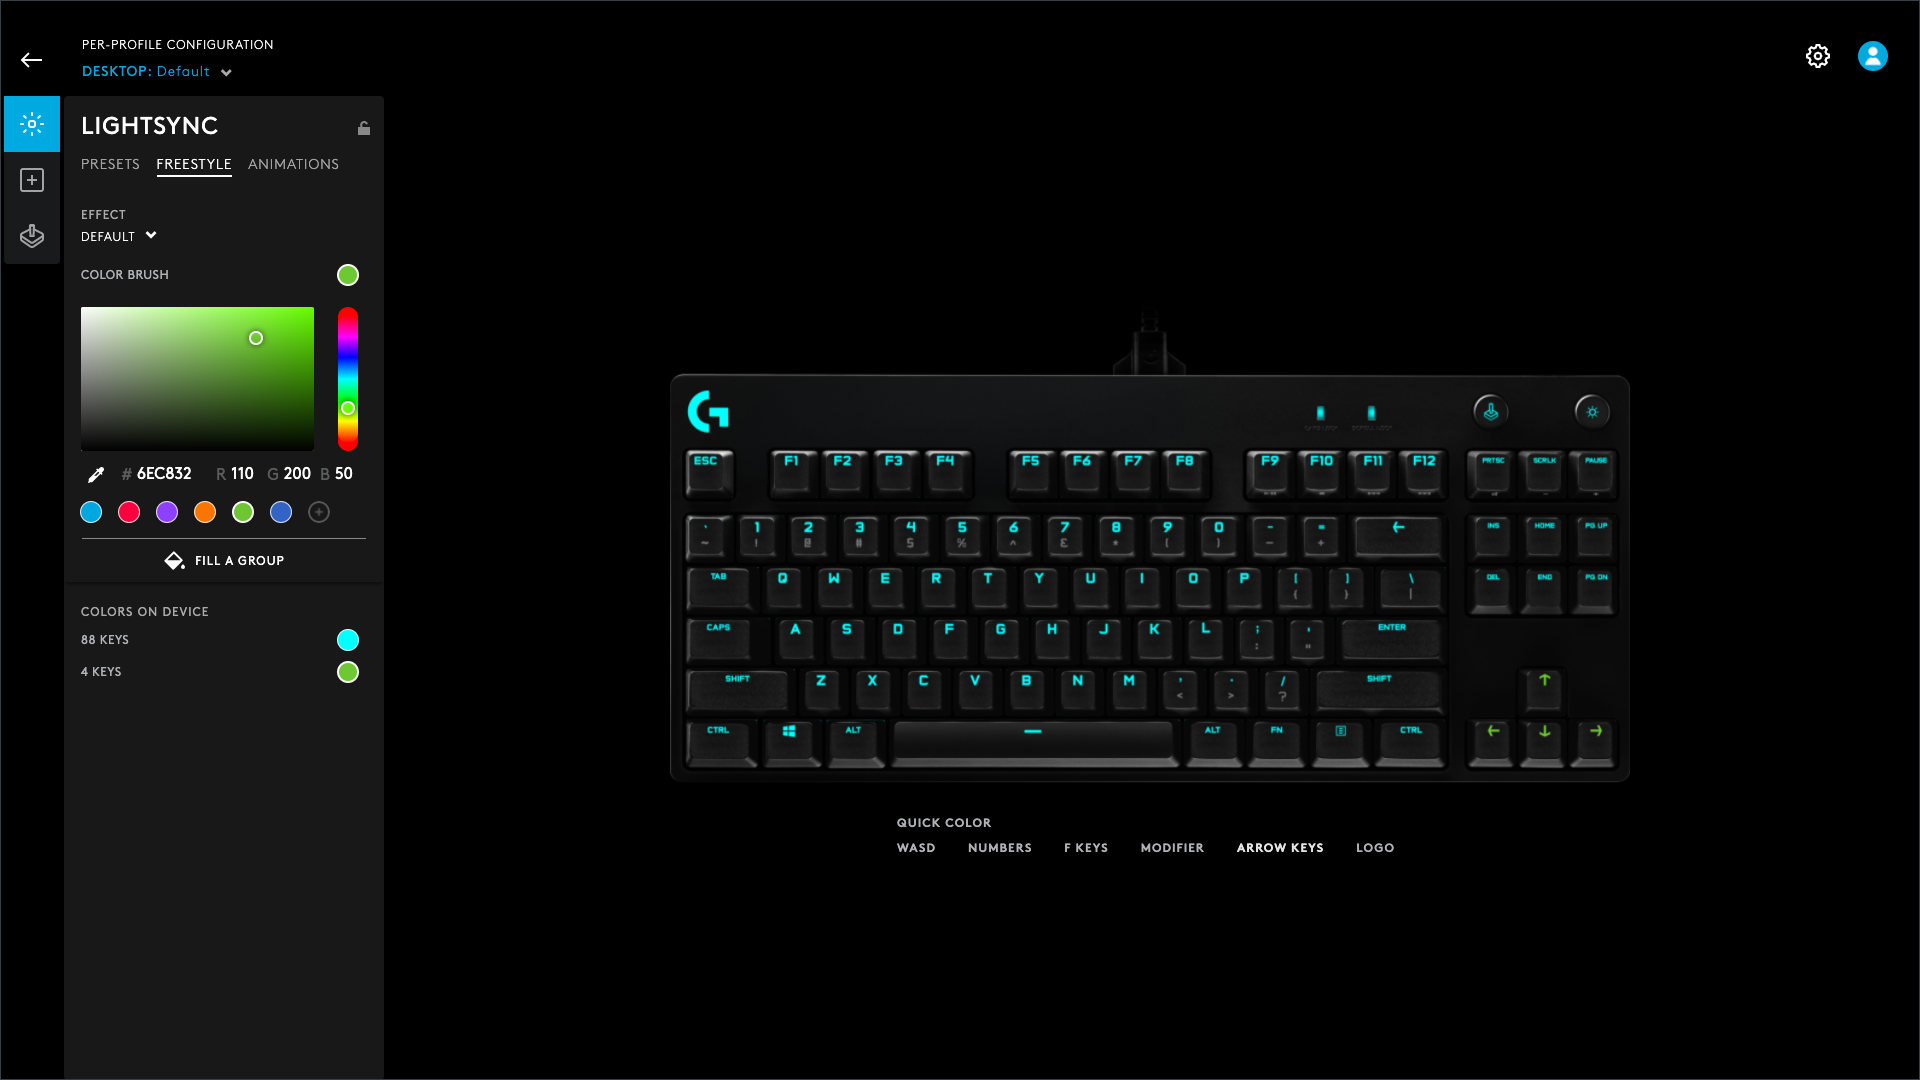 PER-PROFILE CONFIGURATION
DESKTOP: Default
LIGHTSYNC
PRESETS FREESTYLE ANIMATIONS
EFFECT
DEFAULT
COLOR BRUSH
# 6EC832 R 110 G 200 B 50
FILL A GROUP
COLORS ON DEVICE
88 KEYS
4 KEYS
G
ESC F1 F2 F3 F4 F5 F6 F7 F8 F9 F10 F11 F12 PRTSC SCRLK PAUSE
` 1 2 3 4 5 6 7 8 9 0 - = ← INS HOME PG UP
~ ! @ # $ % ^ & * ( ) _ +
TAB Q W E R T Y U I O P [ ] \ DEL END PG DN
{ } |
CAPS A S D F G H J K L ; ' ENTER
: "
SHIFT Z X C V B N M , . / SHIFT ↑
< > ?
CTRL ALT ALT FN CTRL ← ↓ →
QUICK COLOR
WASD NUMBERS F KEYS MODIFIER ARROW KEYS LOGO